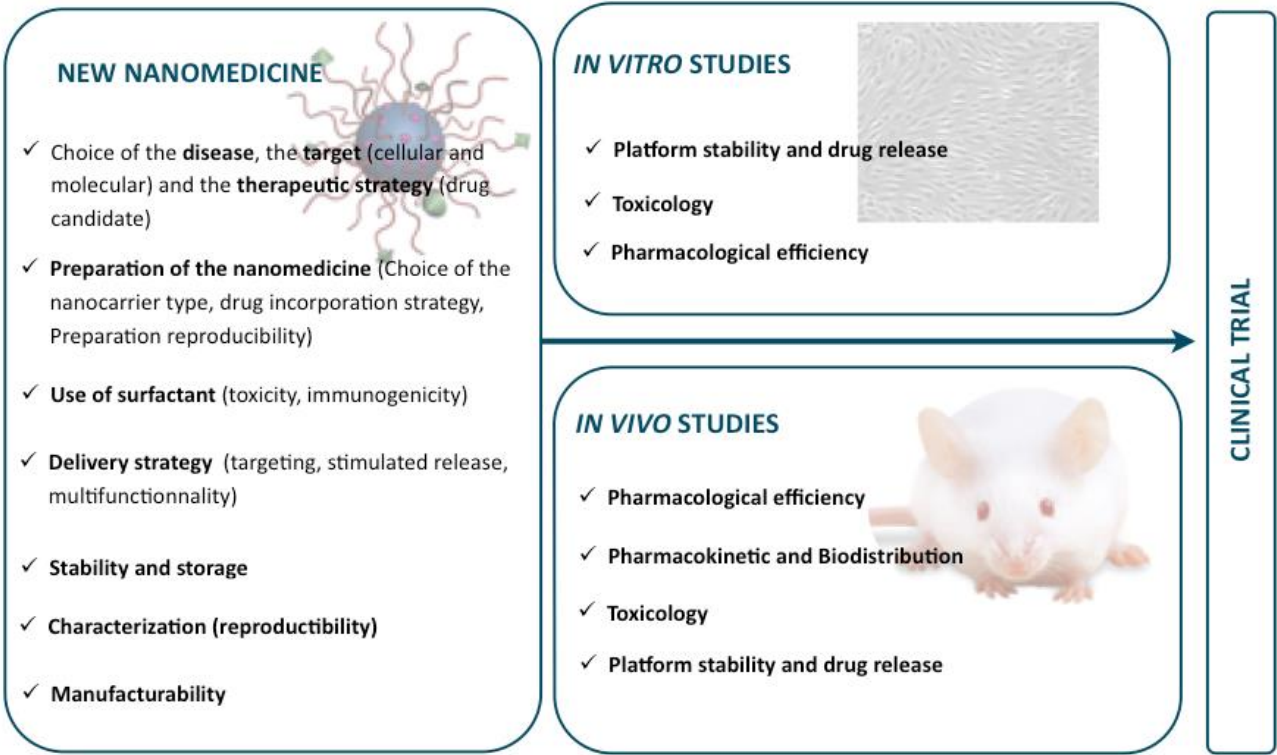 NEW NANOMEDICINE
✓ Choice of the disease, the target (cellular and
molecular) and the therapeutic strategy (drug
candidate)
✓ Preparation of the nanomedicine (Choice of the
nanocarrier type, drug incorporation strategy,
Preparation reproducibility)
✓ Use of surfactant (toxicity, immunogenicity)
✓ Delivery strategy (targeting, stimulated release,
multifunctionnality)
✓ Stability and storage
✓ Characterization (reproductibility)
✓ Manufacturability
IN VITRO STUDIES
✓ Platform stability and drug release
✓ Toxicology
✓ Pharmacological efficiency
IN VIVO STUDIES
✓ Pharmacological efficiency
✓ Pharmacokinetic and Biodistribution
✓ Toxicology
✓ Platform stability and drug release
CLINICAL TRIAL